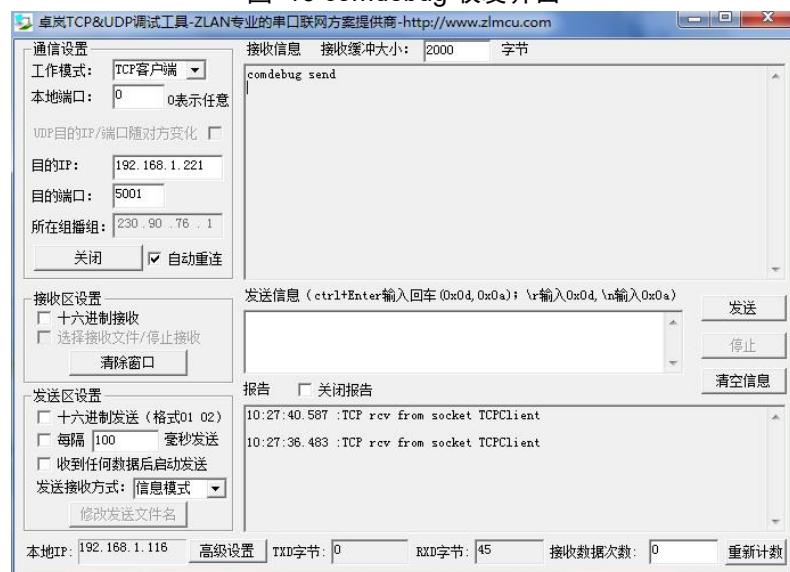 卓岚TCP&UDP调试工具-ZLAN专业的串口联网方案提供商-http://www.zlmcu.com
通信设置
工作模式： TCP客户端
本地端口： 0 0表示任意
UDP目的IP/端口随对方变化
目的IP： 192.168.1.221
目的端口： 5001
所在组播组： 230 . 90 . 76 . 1
关闭 自动重连
接收信息 接收缓冲大小： 2000 字节
comdebug send
接收区设置
十六进制接收
选择接收文件/停止接收
清除窗口
发送信息（ctrl+Enter输入回车(0x0d,0x0a)；\r输入0x0d,\n输入0x0a)
发送
停止
清空信息
发送区设置
十六进制发送（格式01 02）
每隔 100 毫秒发送
收到任何数据后启动发送
发送接收方式： 信息模式
修改发送文件名
报告 关闭报告
10:27:40.587 :TCP rcv from socket TCPClient
10:27:36.483 :TCP rcv from socket TCPClient
本地IP: 192.168.1.116 高级设置 TXD字节: 0 RXD字节: 45 接收数据次数: 0 重新计数